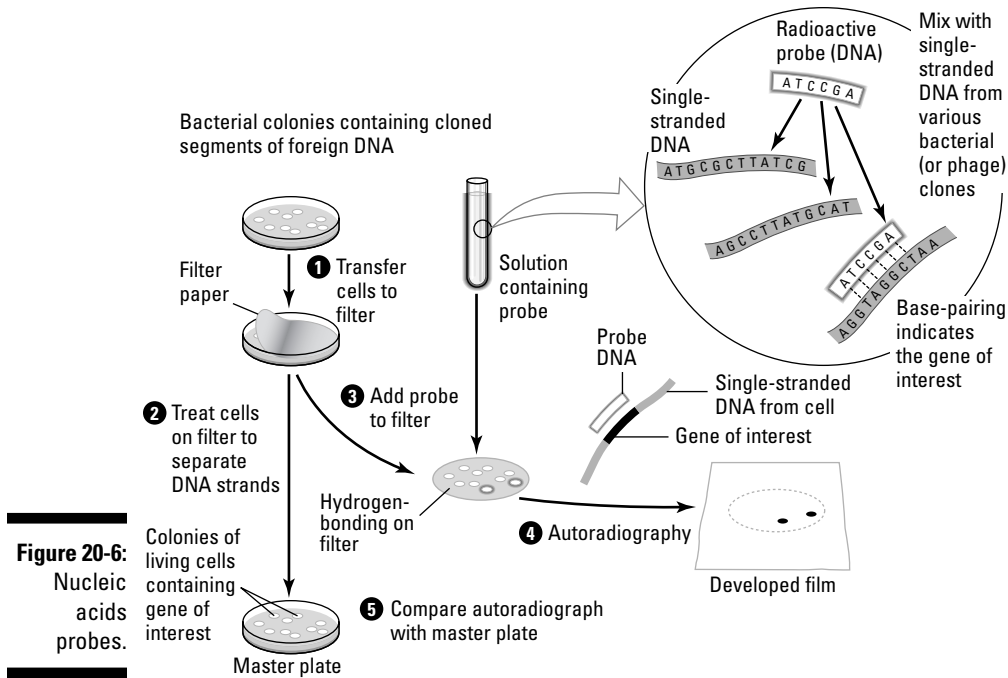 Bacterial colonies containing cloned
segments of foreign DNA
Filter
paper
1 Transfer
cells to
filter
2 Treat cells
on filter to
separate
DNA strands
3 Add probe
to filter
Solution
containing
probe
Radioactive
probe (DNA)
ATCCGA
Mix with
single-
stranded
DNA from
various
bacterial
(or phage)
clones
Single-
stranded
DNA
ATGCGCTTATCG
AGCCTTATGCAT
ATCCGA
AGGTAGGCTAA
Base-pairing
indicates
the gene of
interest
Probe
DNA
Single-stranded
DNA from cell
Gene of interest
Hydrogen-
bonding on
filter
4 Autoradiography
Developed film
Colonies of
living cells
containing
gene of
interest
5 Compare autoradiograph
with master plate
Master plate
Figure 20-6:
Nucleic
acids
probes.